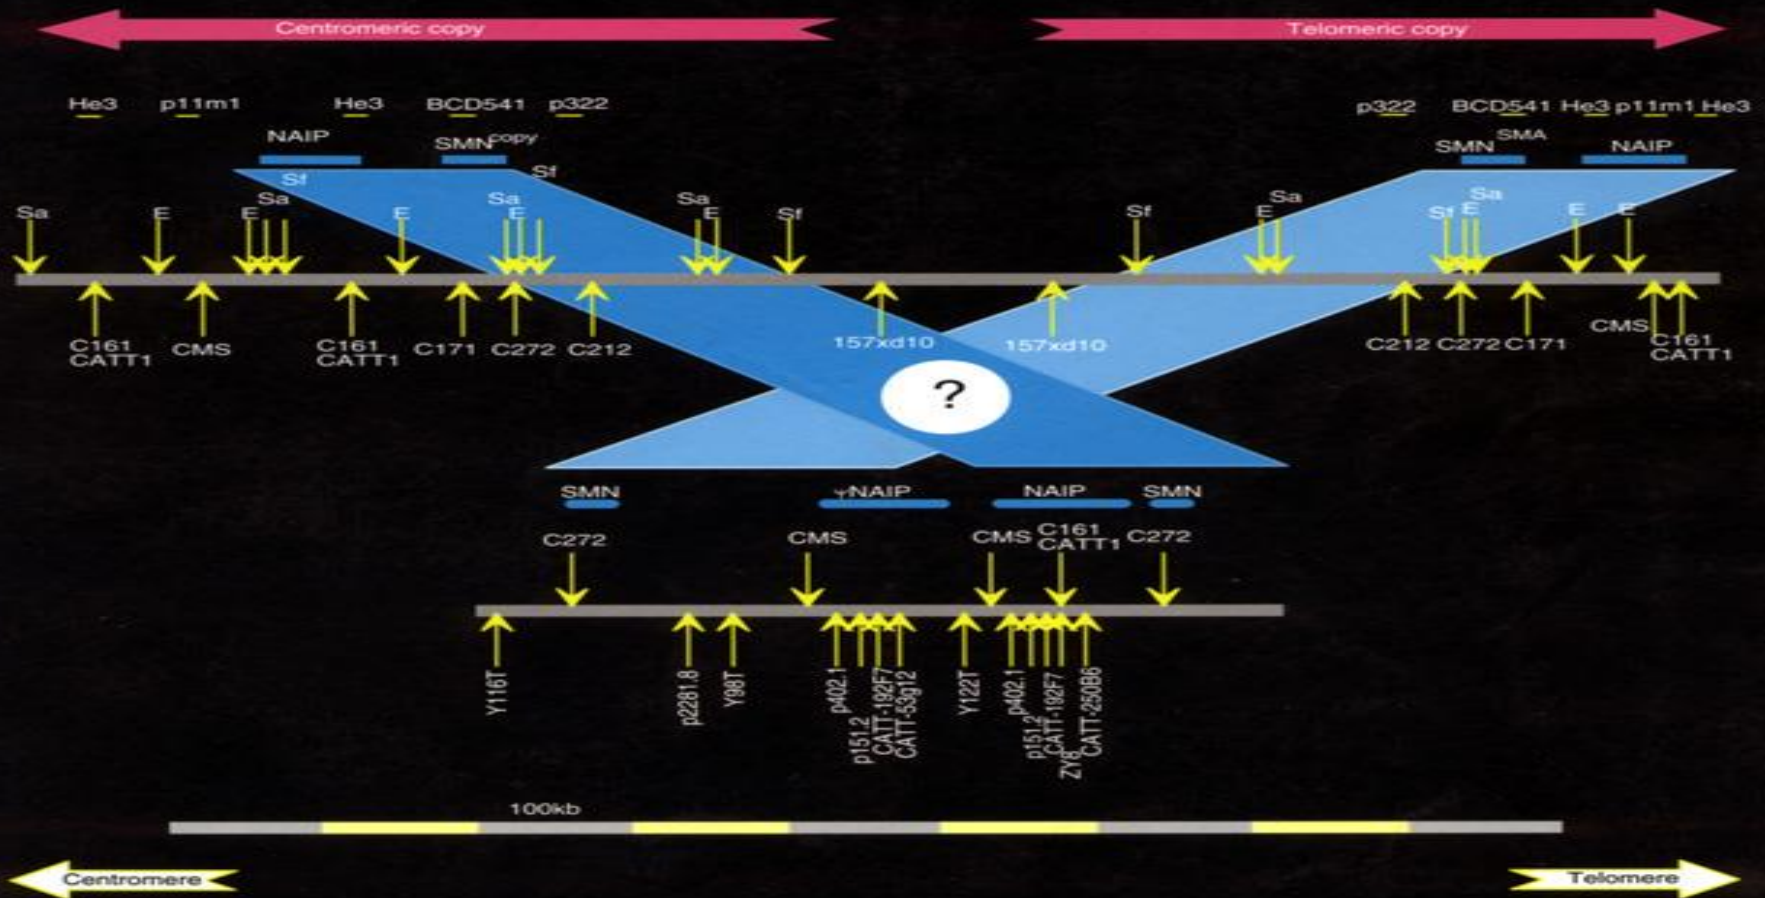 Centromeric copy Telomeric copy
He3 p11m1 He3 BCD541 p322 p322 BCD541 He3 p11m1 He3
NAIP SMN copy SMN SMA NAIP
Sf Sf
Sa E E Sa E Sa E Sa E Sf Sf E Sa Sf E Sa E E
C161 CMS C161 C171 C272 C212 157xd10 157xd10 C212 C272 C171 CMS C161
CATT1 CATT1 CATT1
?
SMN ΨNAIP NAIP SMN
C272 CMS CMS C161 C272
CATT1
Y116T p2281.8 Y98T p402.1 p151.2 CATT-192F7 CATT-53g12 Y122T p402.1 p151.2 CATT-192F7 ZY8 CATT-250B6
100kb
Centromere Telomere